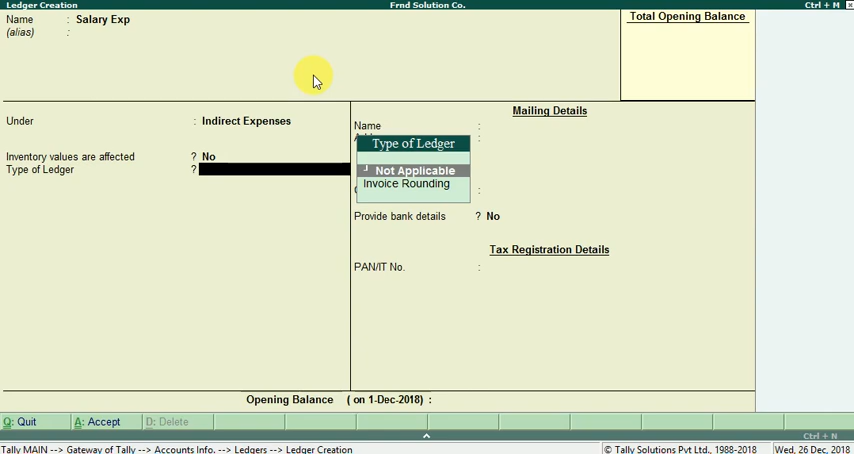 Ledger Creation Frnd Solution Co. Ctrl + M
Name : Salary Exp Total Opening Balance
(alias) :
Mailing Details
Under : Indirect Expenses Name :
Type of Ledger
Inventory values are affected ? No
Type of Ledger ? Not Applicable
Invoice Rounding
Provide bank details ? No
Tax Registration Details
PAN/IT No. :
Opening Balance ( on 1-Dec-2018) :
Q: Quit A: Accept D: Delete
Ctrl + N
Tally MAIN --> Gateway of Tally --> Accounts Info. --> Ledgers --> Ledger Creation © Tally Solutions Pvt Ltd., 1988-2018 Wed, 26 Dec, 2018